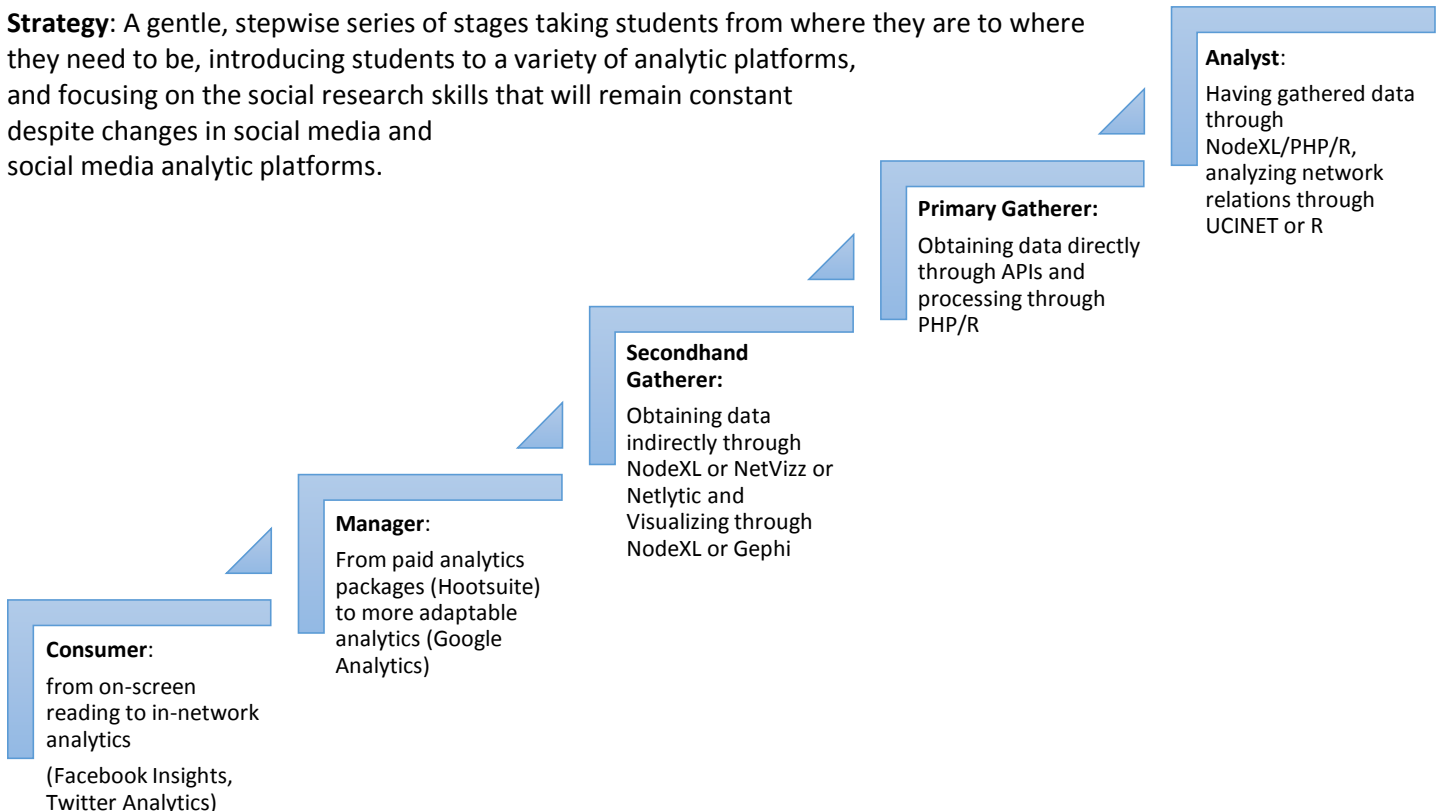 Strategy: A gentle, stepwise series of stages taking students from where they are to where
they need to be, introducing students to a variety of analytic platforms,
and focusing on the social research skills that will remain constant
despite changes in social media and
social media analytic platforms.
Consumer:
from on-screen
reading to in-network
analytics
(Facebook Insights,
Twitter Analytics)
Manager:
From paid analytics
packages (Hootsuite)
to more adaptable
analytics (Google
Analytics)
Secondhand
Gatherer:
Obtaining data
indirectly through
NodeXL or NetVizz or
Netlytic and
Visualizing through
NodeXL or Gephi
Primary Gatherer:
Obtaining data directly
through APIs and
processing through
PHP/R
Analyst:
Having gathered data
through
NodeXL/PHP/R,
analyzing network
relations through
UCINET or R